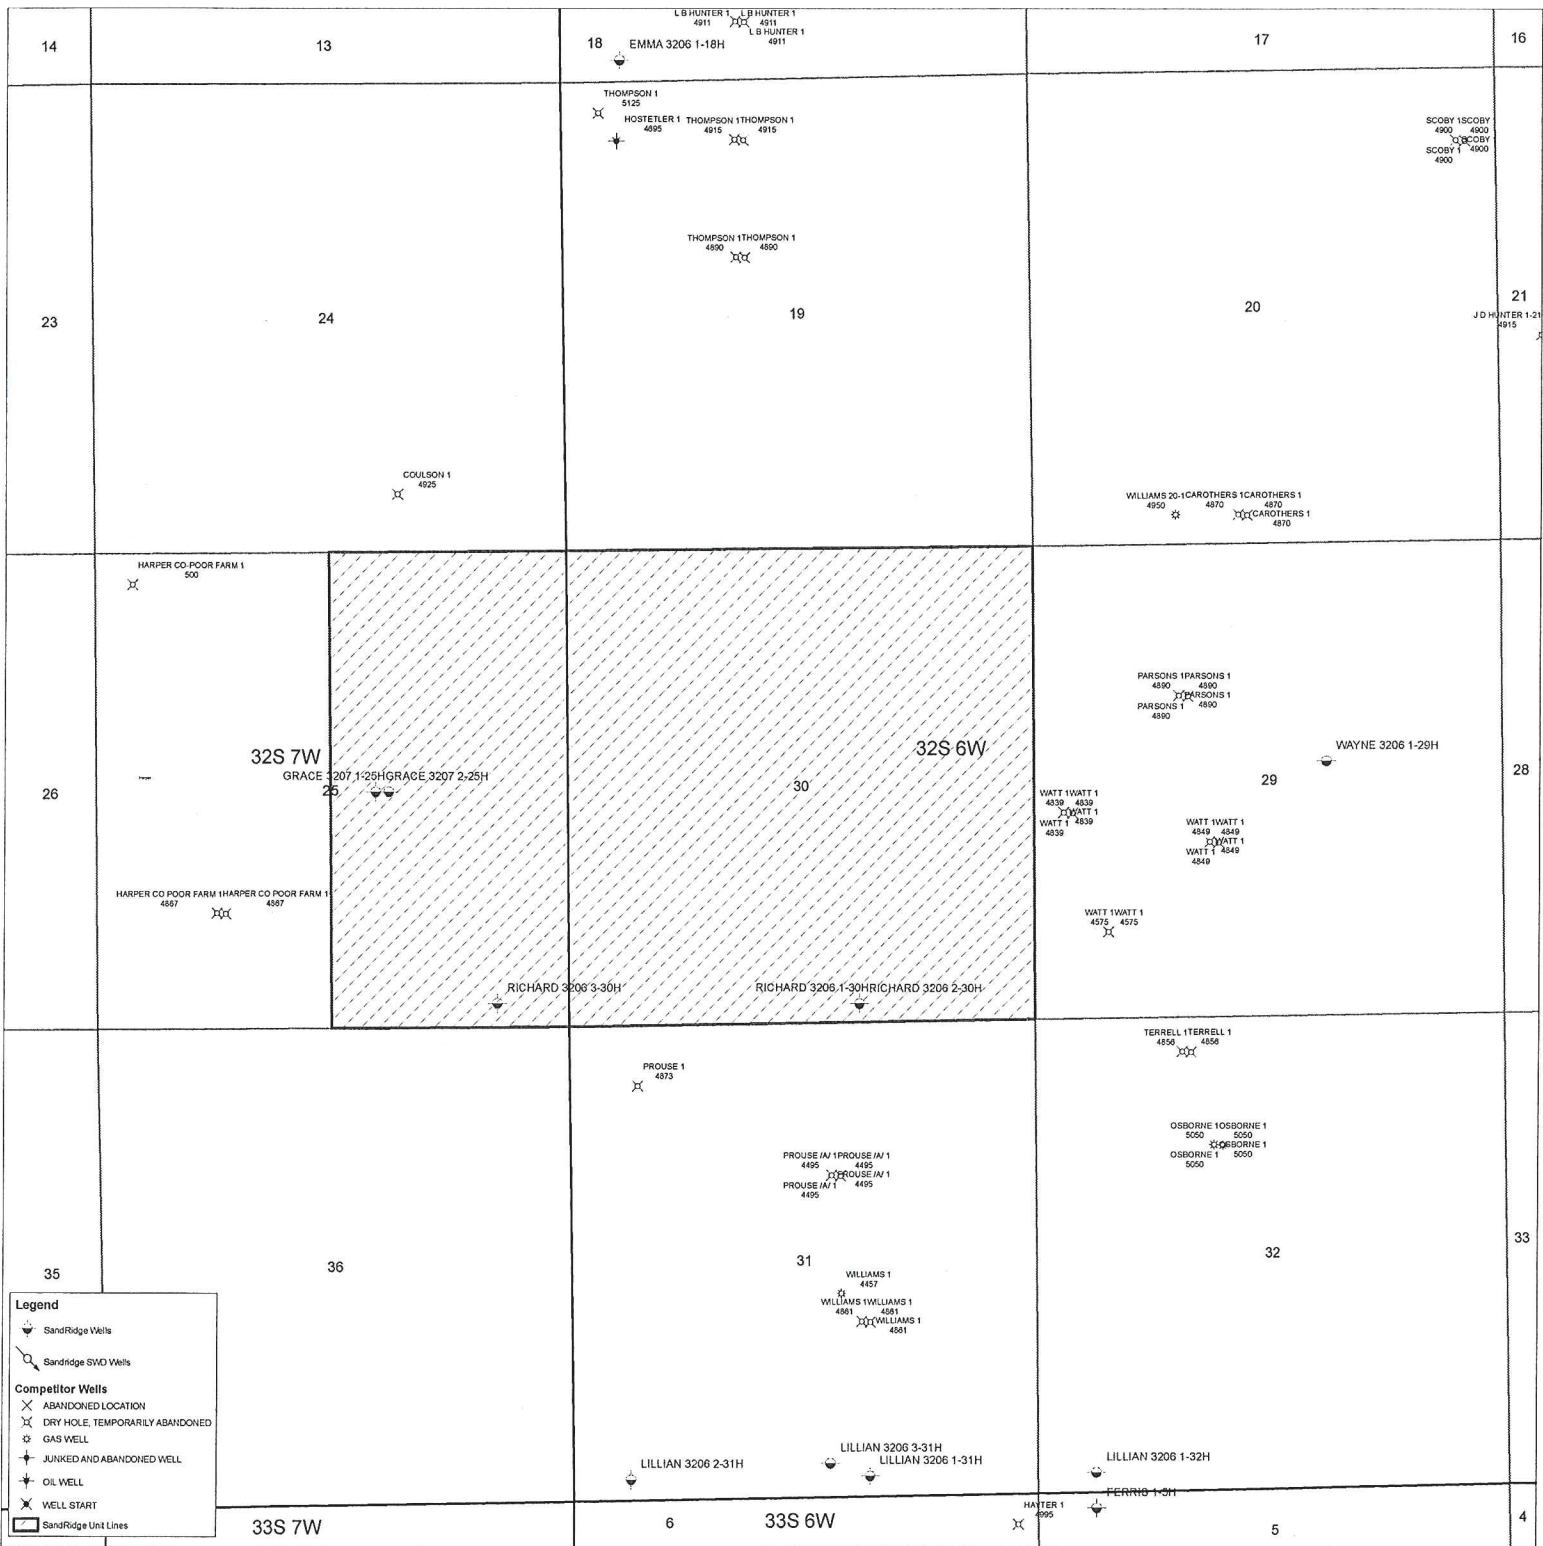 L B HUNTER 1 L B HUNTER 1
4911 4911
L B HUNTER 1
4911
14
13
18
EMMA 3206 1-18H
17
16
THOMPSON 1
5125
HOSTETLER 1
4695
THOMPSON 1THOMPSON 1
4915 4915
SCOBY 1SCOBY
4900 4900
SCOBY
SCOBY 1 4900
4900
THOMPSON 1THOMPSON 1
4890 4890
23
24
19
20
21
J D HUNTER 1-21
4915
COULSON 1
4925
WILLIAMS 20-1CAROTHERS 1CAROTHERS 1
4950 4870 4870
CAROTHERS 1
4870
HARPER CO-POOR FARM 1
500
PARSONS 1PARSONS 1
4890 4890
PARSONS 1
PARSONS 1 4890
4890
32S 7W
32S 6W
WAYNE 3206 1-29H
GRACE 3207 1-25HGRACE 3207 2-25H
26
25
30
29
28
WATT 1WATT 1
4839 4839
WATT 1
WATT 1 4839
4839
WATT 1WATT 1
4849 4849
WATT 1
WATT 1 4849
4849
HARPER CO POOR FARM 1HARPER CO POOR FARM 1
4867 4867
WATT 1WATT 1
4575 4575
RICHARD 3206 3-30H
RICHARD 3206 1-30HRICHARD 3206 2-30H
TERRELL 1TERRELL 1
4856 4856
PROUSE 1
4873
OSBORNE 1OSBORNE 1
5050 5050
OSBORNE 1
OSBORNE 1 5050
5050
PROUSE /A/ 1PROUSE /A/ 1
4495 4495
PROUSE /A/ 1
PROUSE /A/ 1 4495
4495
35
36
31
32
33
WILLIAMS 1
4457
WILLIAMS 1WILLIAMS 1
4861 4861
WILLIAMS 1
4861
LILLIAN 3206 2-31H
LILLIAN 3206 3-31H
LILLIAN 3206 1-31H
LILLIAN 3206 1-32H
FERRIS 1-5H
HAYTER 1
4995
33S 7W
6
33S 6W
5
4
Legend
SandRidge Wells
Sandridge SWD Wells
Competitor Wells
ABANDONED LOCATION
DRY HOLE, TEMPORARILY ABANDONED
GAS WELL
JUNKED AND ABANDONED WELL
OIL WELL
WELL START
SandRidge Unit Lines